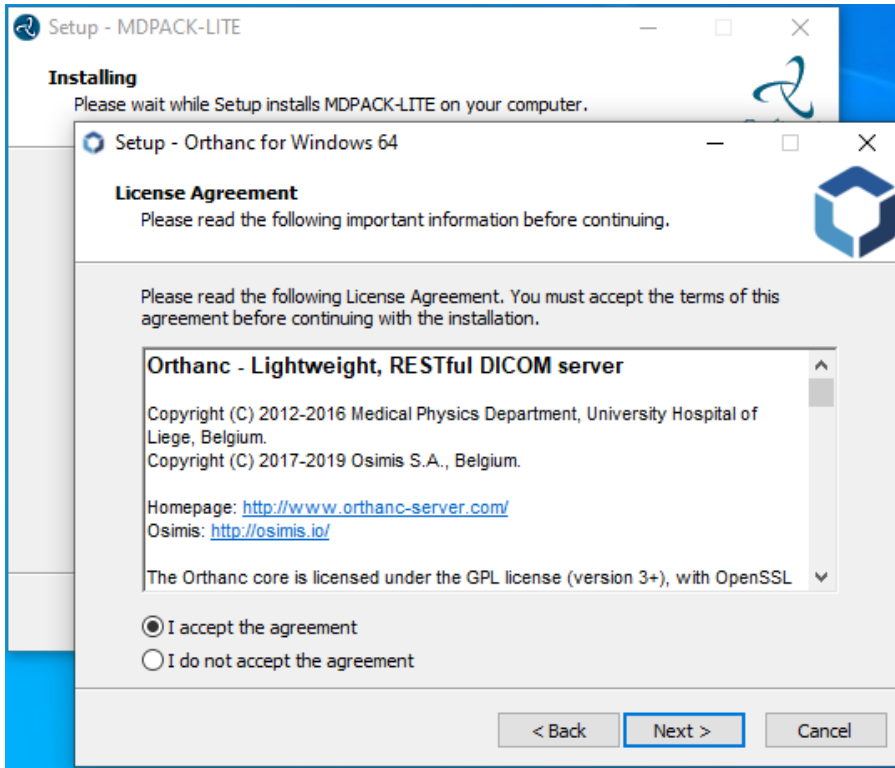 Setup - MDPACK-LITE
Installing
Please wait while Setup installs MDPACK-LITE on your computer.
Setup - Orthanc for Windows 64
License Agreement
Please read the following important information before continuing.
Please read the following License Agreement. You must accept the terms of this
agreement before continuing with the installation.
Orthanc - Lightweight, RESTful DICOM server
Copyright (C) 2012-2016 Medical Physics Department, University Hospital of
Liege, Belgium.
Copyright (C) 2017-2019 Osimis S.A., Belgium.
Homepage: http://www.orthanc-server.com/
Osimis: http://osimis.io/
The Orthanc core is licensed under the GPL license (version 3+), with OpenSSL
I accept the agreement
I do not accept the agreement
< Back
Next >
Cancel